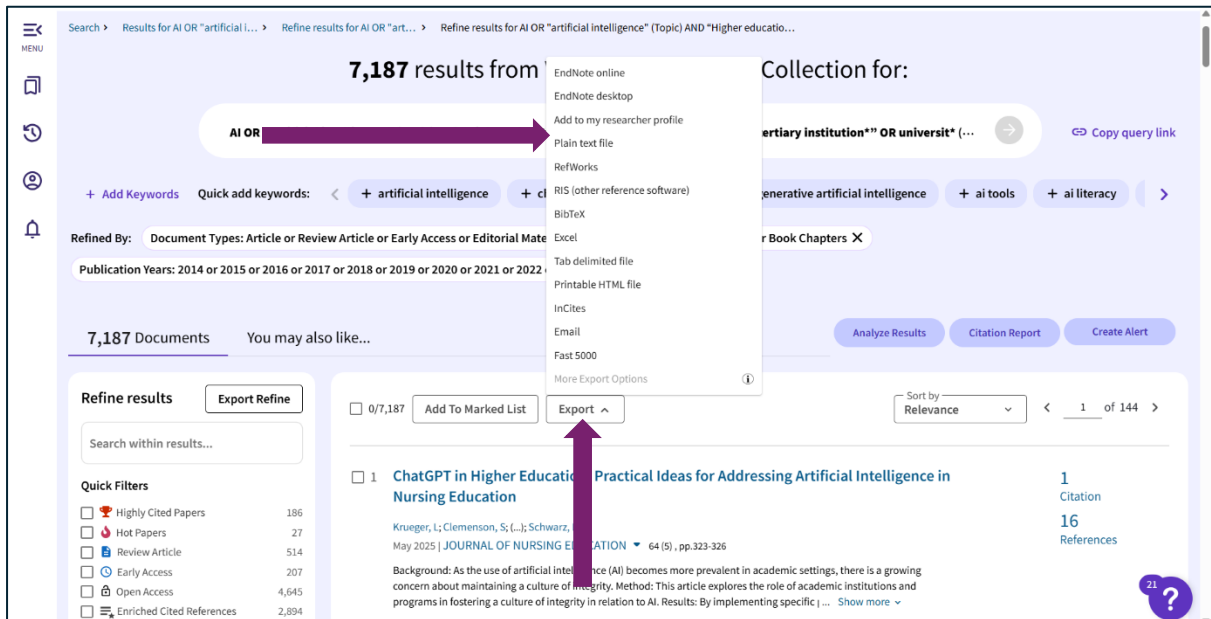 MENU
Search > Results for AI OR "artificial i... > Refine results for AI OR "art... > Refine results for AI OR "artificial intelligence" (Topic) AND "Higher educatio...
7,187 results from Collection for:
AI OR ertiary institution*” OR universit* (...
Copy query link
+ Add Keywords Quick add keywords: + artificial intelligence + generative artificial intelligence + ai tools + ai literacy
Refined By: Document Types: Article or Review Article or Early Access or Editorial Mate r Book Chapters
Publication Years: 2014 or 2015 or 2016 or 2017 or 2018 or 2019 or 2020 or 2021 or 2022
EndNote online
EndNote desktop
Add to my researcher profile
Plain text file
RefWorks
RIS (other reference software)
BibTeX
Excel
Tab delimited file
Printable HTML file
InCites
Email
Fast 5000
More Export Options
7,187 Documents You may also like...
Analyze Results Citation Report Create Alert
Refine results Export Refine
Search within results...
Quick Filters
Highly Cited Papers 186
Hot Papers 27
Review Article 514
Early Access 207
Open Access 4,645
Enriched Cited References 2,894
0/7,187 Add To Marked List Export
Sort by
Relevance
< 1 of 144 >
1 ChatGPT in Higher Education Practical Ideas for Addressing Artificial Intelligence in
Nursing Education
Krueger, L; Clemenson, S; (...); Schwarz,
May 2025 | JOURNAL OF NURSING EDUCATION 64 (5) , pp.323-326
Background: As the use of artificial intelligence (AI) becomes more prevalent in academic settings, there is a growing
concern about maintaining a culture of integrity. Method: This article explores the role of academic institutions and
programs in fostering a culture of integrity in relation to AI. Results: By implementing specific ... Show more
1
Citation
16
References
21
?